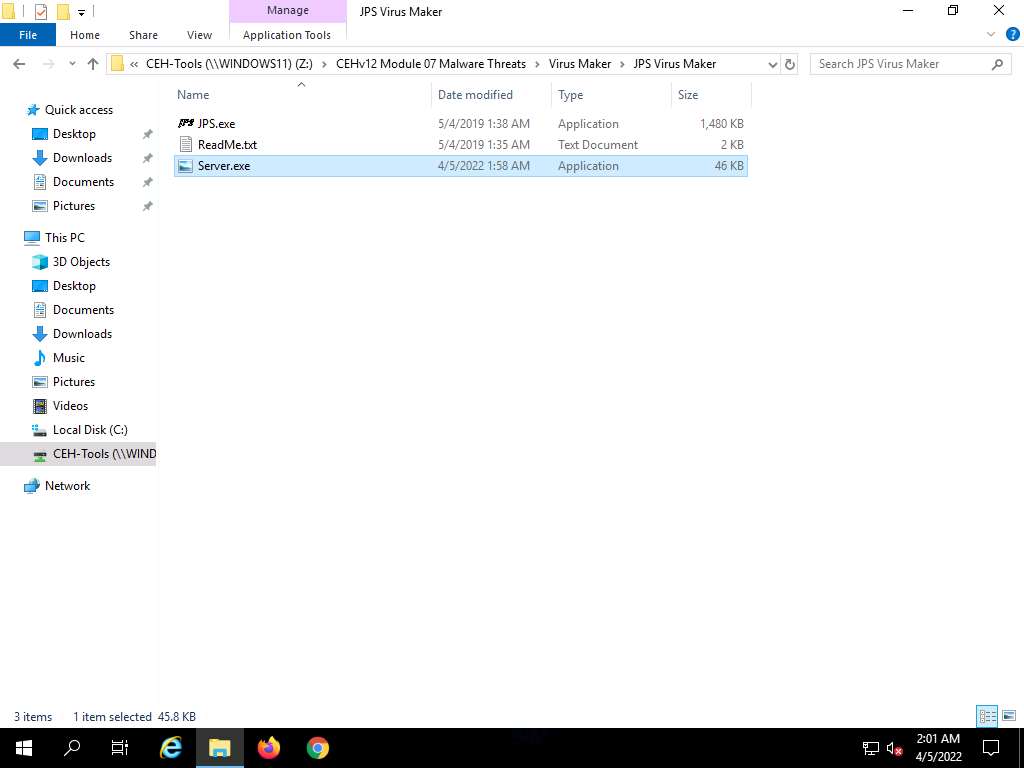 Manage
JPS Virus Maker
File
Home
Share
View
Application Tools
« CEH-Tools (\\WINDOWS11) (Z:) › CEHv12 Module 07 Malware Threats › Virus Maker › JPS Virus Maker
Search JPS Virus Maker
Name
Date modified
Type
Size
JPS JPS.exe 5/4/2019 1:38 AM Application 1,480 KB
ReadMe.txt 5/4/2019 1:35 AM Text Document 2 KB
Server.exe 4/5/2022 1:58 AM Application 46 KB
Quick access
Desktop
Downloads
Documents
Pictures
This PC
3D Objects
Desktop
Documents
Downloads
Music
Pictures
Videos
Local Disk (C:)
CEH-Tools (\\WIND
Network
3 items 1 item selected 45.8 KB
2:01 AM
4/5/2022